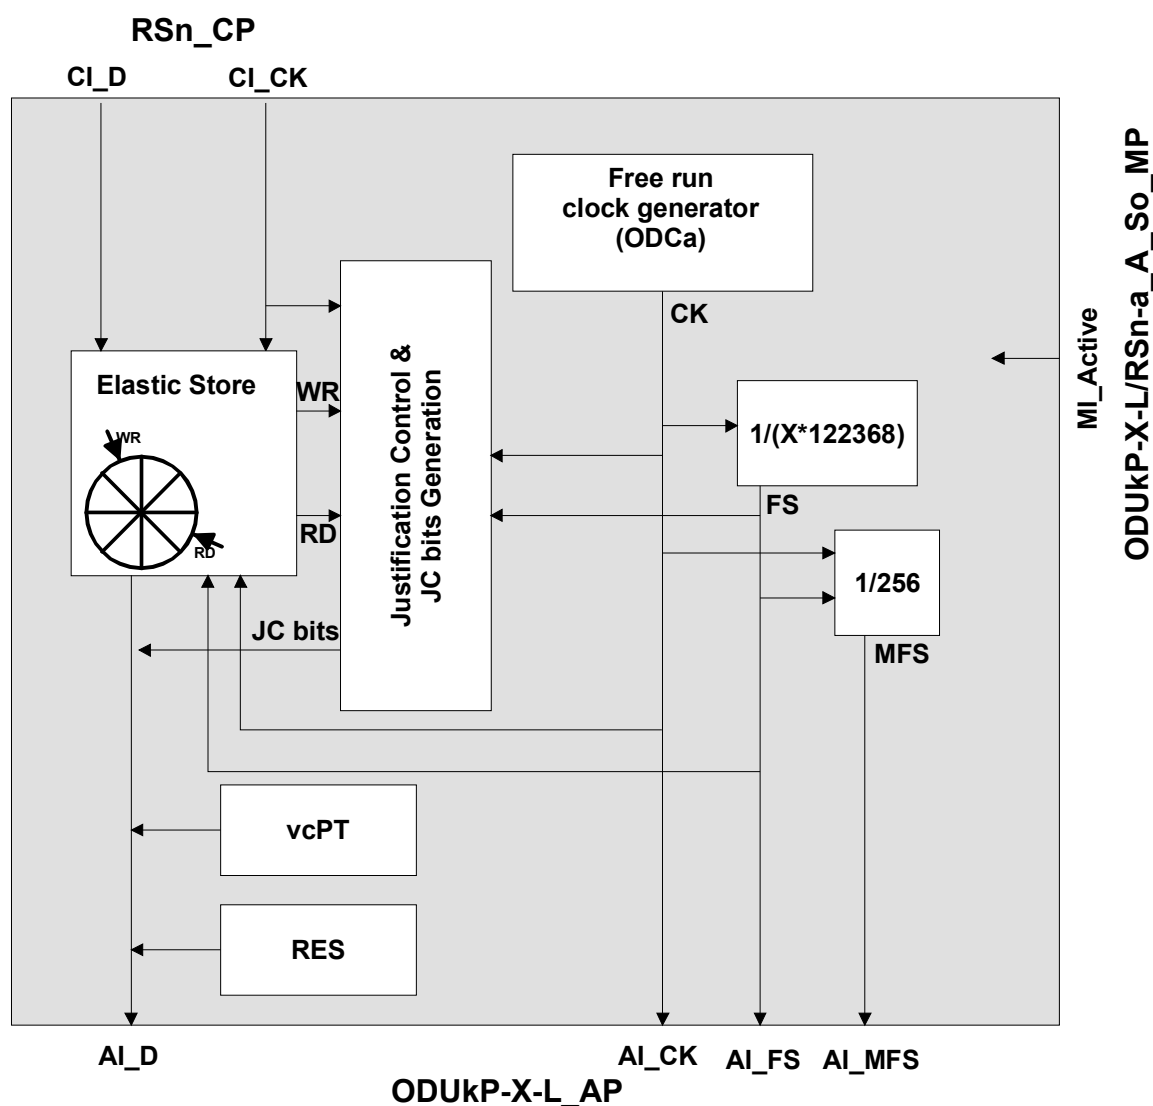 RSn_CP
CI_D
CI_CK
Free run
clock generator
(ODCa)
CK
ODUkP-X-L/RSn-a_A_So_MP
MI_Active
Elastic Store
WR
WR
RD
RD
Justification Control &
JC bits Generation
1/(X*122368)
FS
1/256
MFS
JC bits
vcPT
RES
AI_D
AI_CK
AI_FS
AI_MFS
ODUkP-X-L_AP